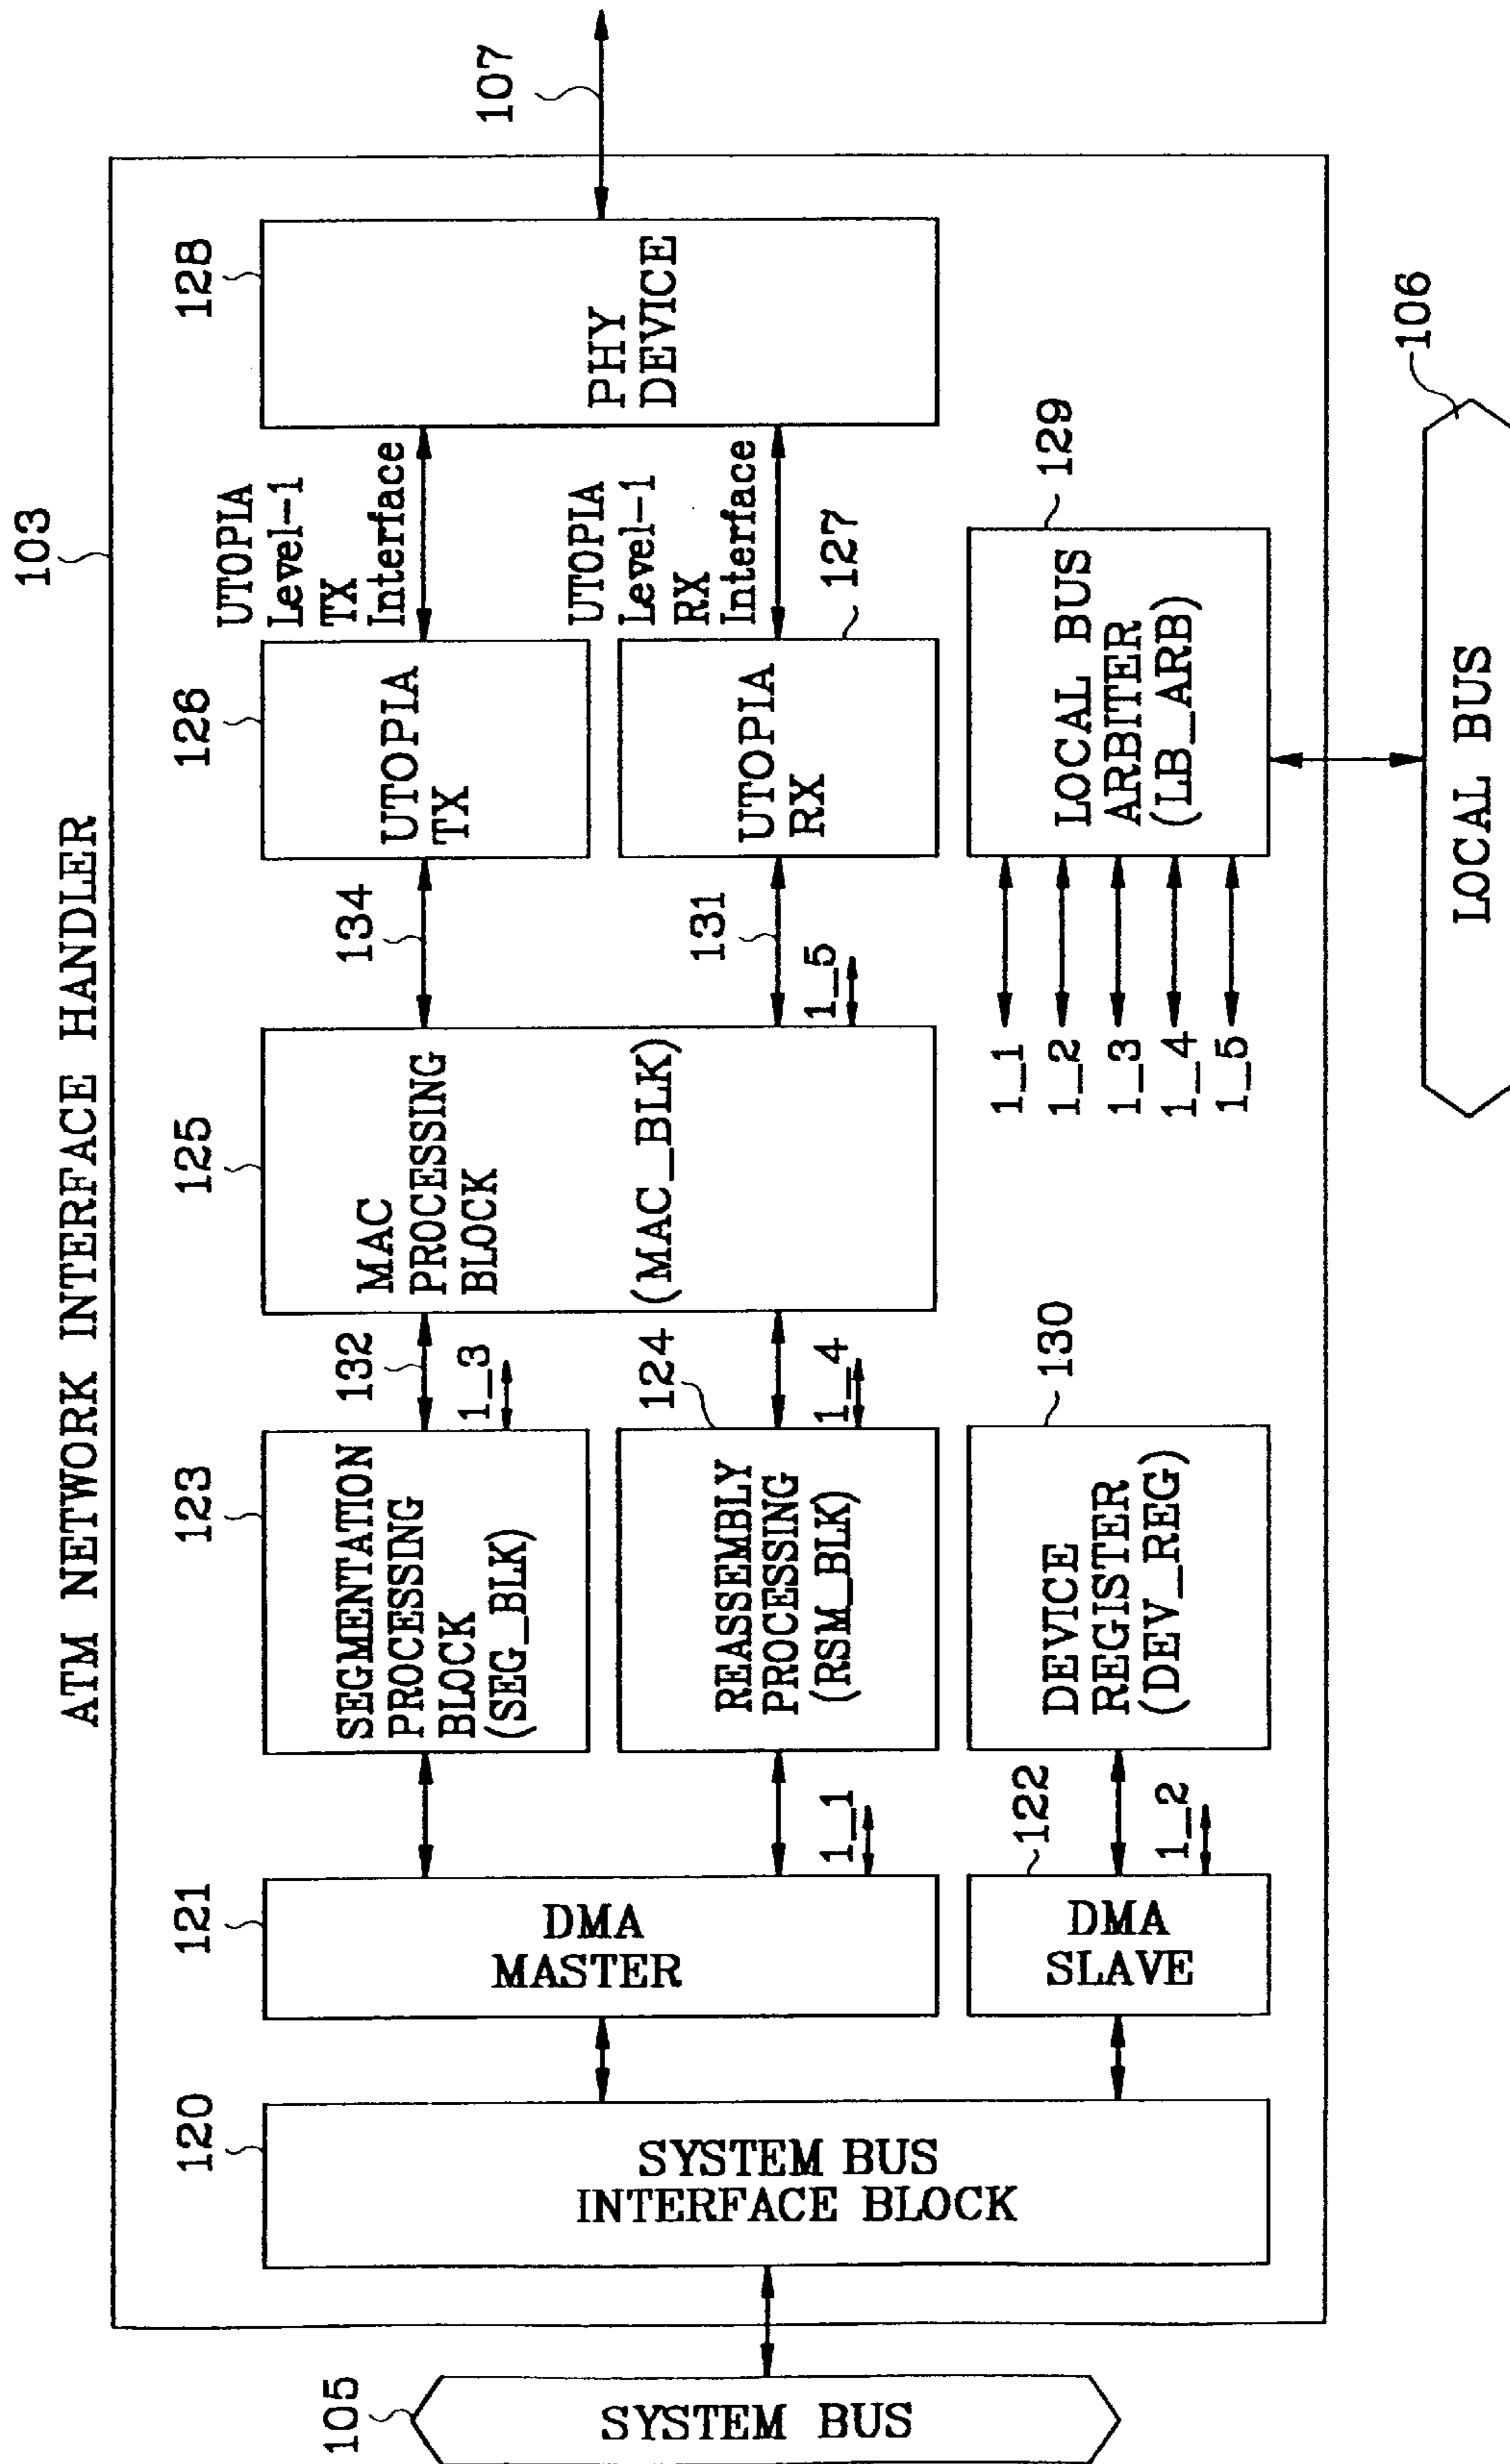 ATM NETWORK INTERFACE HANDLER
103
105
SYSTEM BUS
120
SYSTEM BUS
INTERFACE BLOCK
121
DMA
MASTER
1_1
122
DMA
SLAVE
1_2
123
SEGMENTATION
PROCESSING
BLOCK
(SEG_BLK)
132
1_3
124
REASSEMBLY
PROCESSING
(RSM_BLK)
1_4
130
DEVICE
REGISTER
(DEV_REG)
125
MAC
PROCESSING
BLOCK
(MAC_BLK)
134
131
1_5
126
UTOPIA
TX
UTOPIA
RX
127
UTOPIA
Level-1
TX
Interface
UTOPIA
Level-1
RX
Interface
128
PHY
DEVICE
107
129
LOCAL BUS
ARBITER
(LB_ARB)
1_1
1_2
1_3
1_4
1_5
106
LOCAL BUS